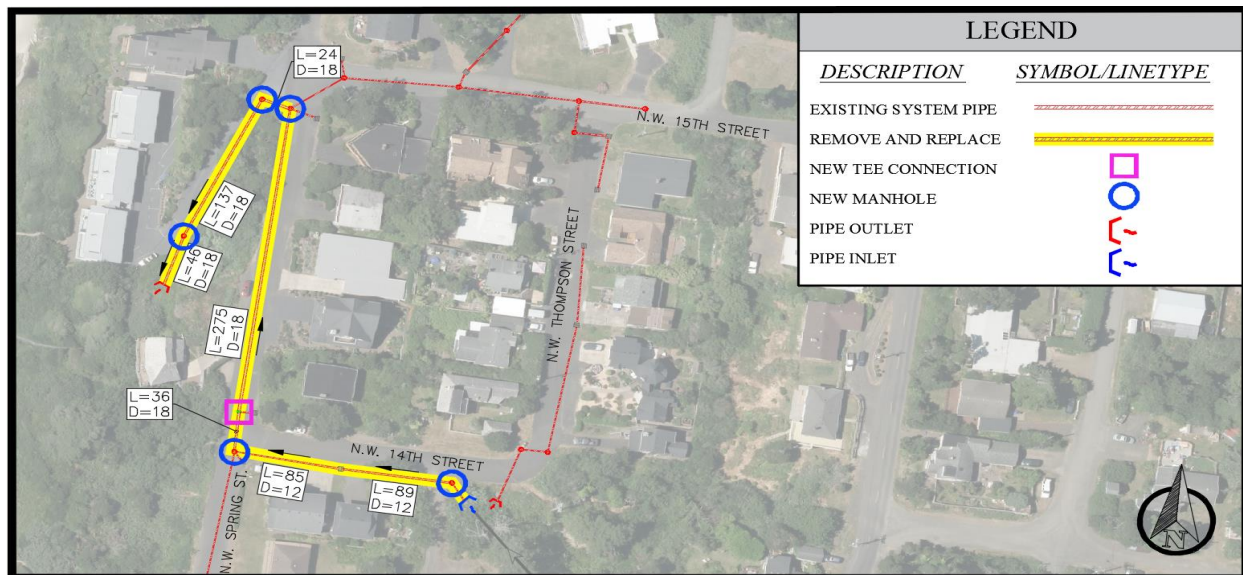 L=24
D=18
LEGEND
DESCRIPTION SYMBOL/LINETYPE
EXISTING SYSTEM PIPE
REMOVE AND REPLACE
NEW TEE CONNECTION
NEW MANHOLE
PIPE OUTLET
PIPE INLET
N.W. 15TH STREET
L=137
D=18
L=46
D=18
N.W. THOMPSON STREET
L=275
D=18
L=36
D=18
N.W. 14TH STREET
L=85
D=12
L=89
D=12
N.W. SPRING ST.
N